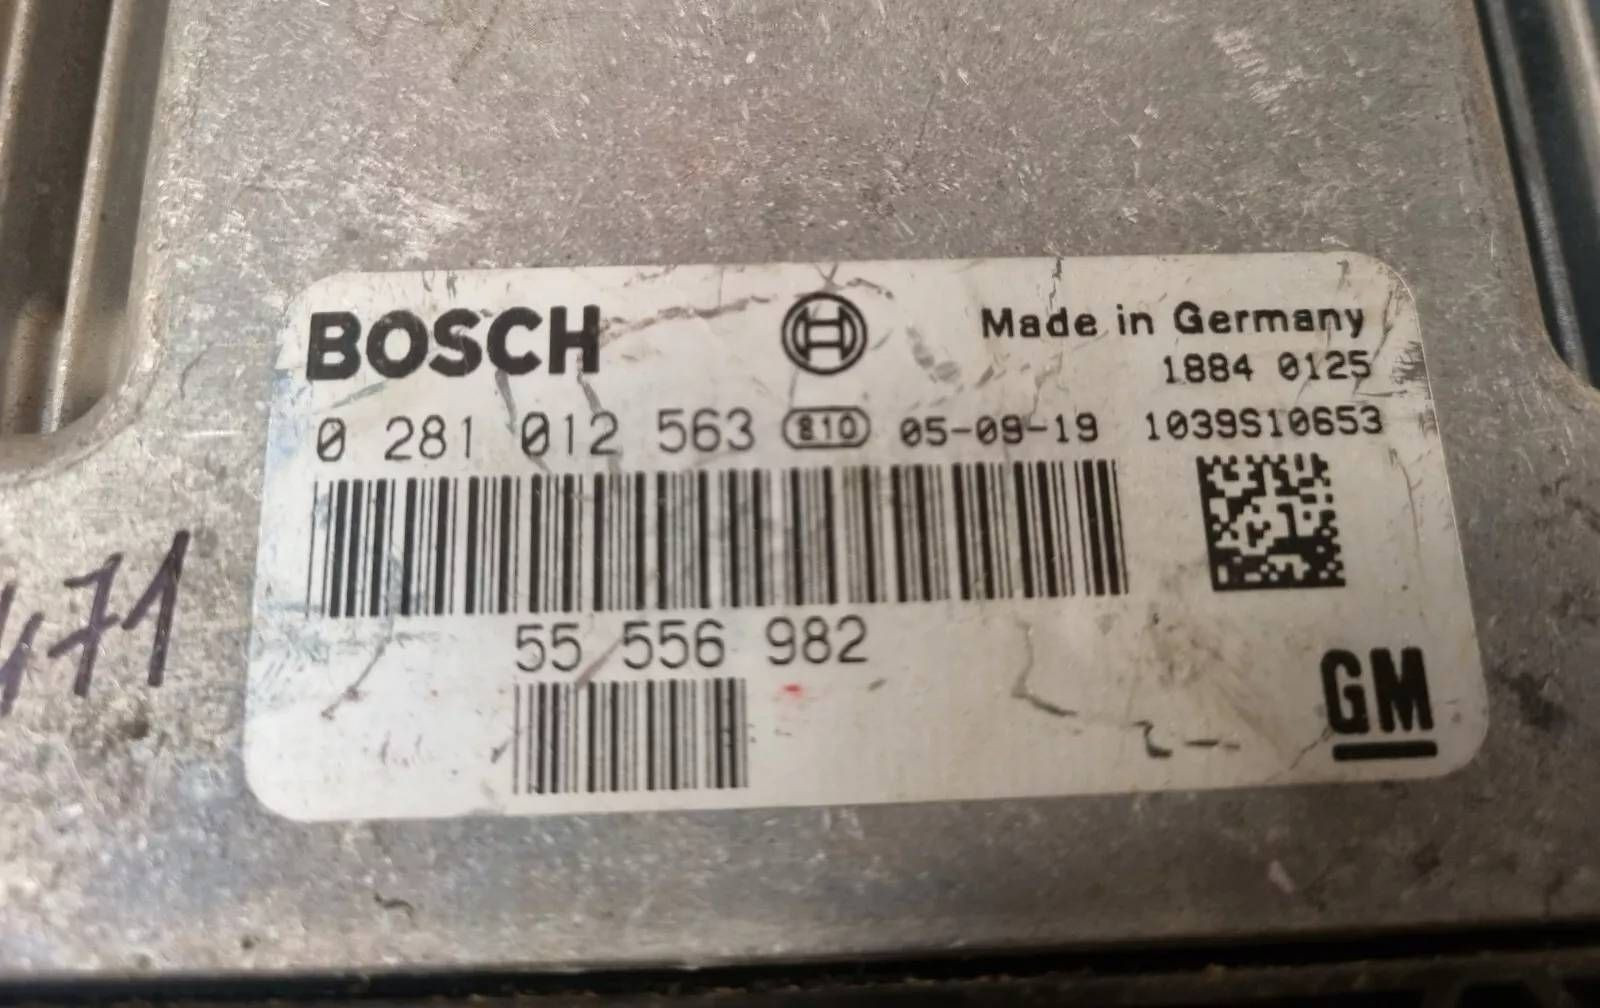 BOSCH
Made in Germany
1884 0125
0 281 012 563 810 05-09-19 1039S10653
55 556 982
GM
471